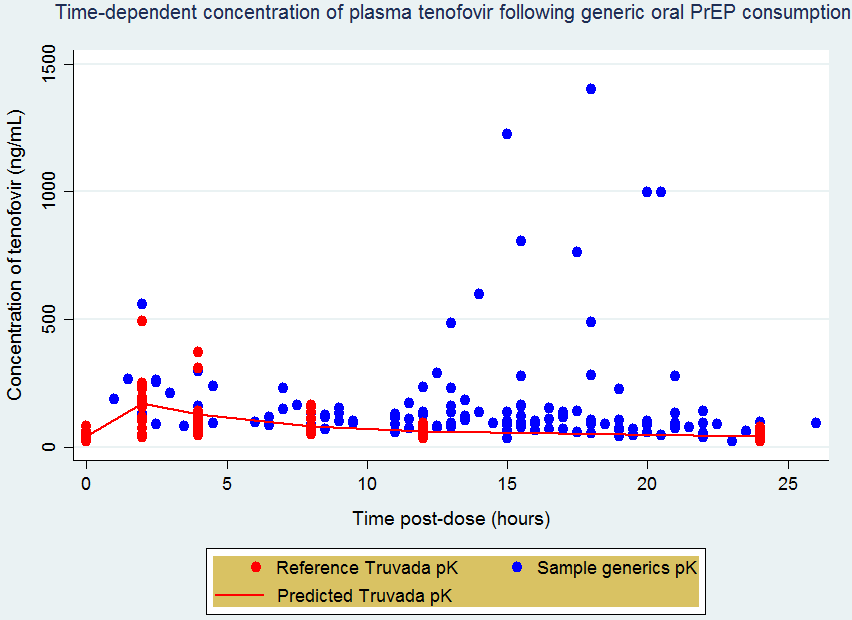 Time-dependent concentration of plasma tenofovir following generic oral PrEP consumption
Concentration of tenofovir (ng/mL)
1500
1000
500
0
0 5 10 15 20 25
Time post-dose (hours)
Reference Truvada pK Sample generics pK
Predicted Truvada pK